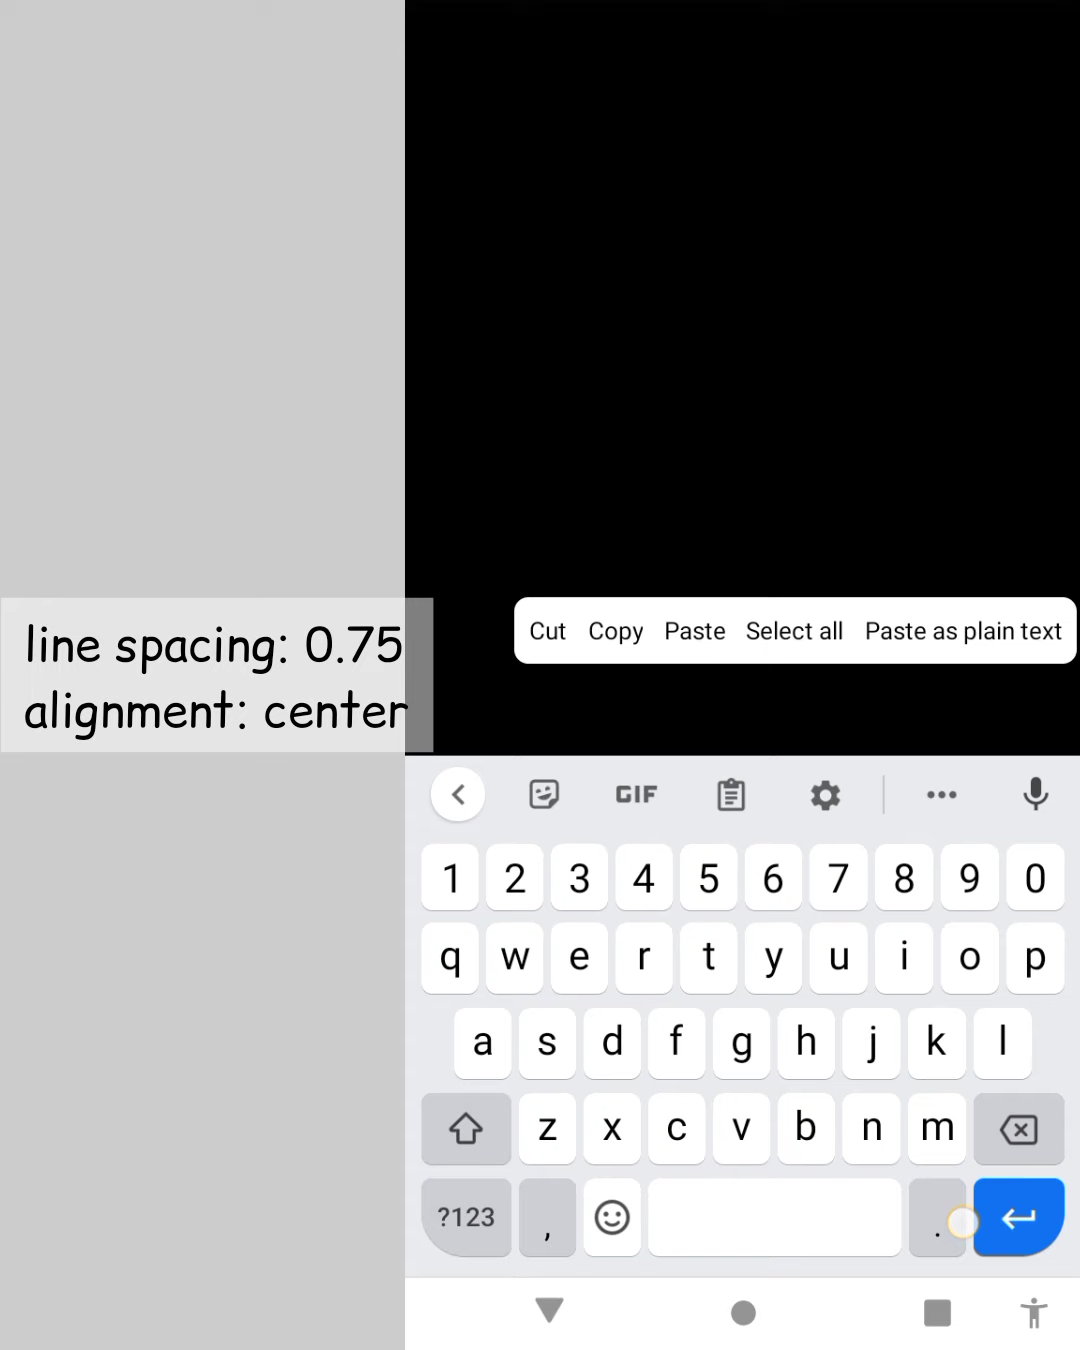 line spacing: 0.75
alignment: center
Cut Copy Paste Select all Paste as plain text
GIF
1 2 3 4 5 6 7 8 9 0
q w e r t y u i o p
a s d f g h j k l
z x c v b n m
?123 , .